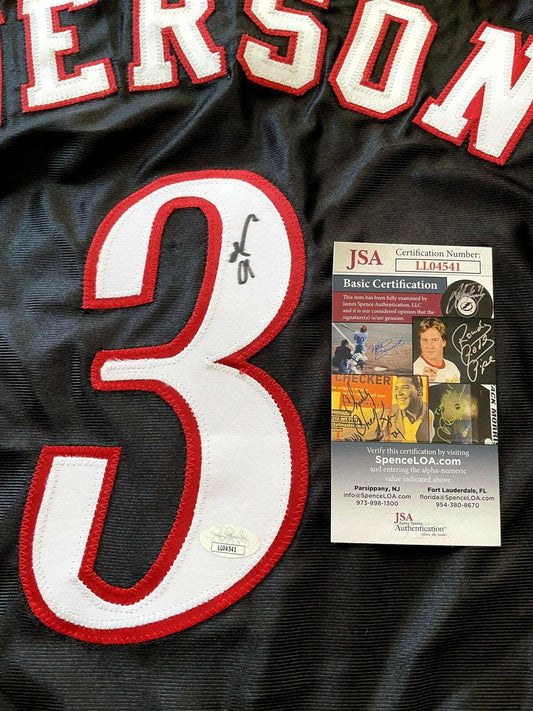 ERSON
3
LL04541
JSA Certification Number:
LL04541
Basic Certification
This item has been fully examined by
James Spence Authentication, LLC
and it is our considered opinion that the
signature(s) is/are genuine.
CHECKER
Verify this certification by visiting
SpenceLOA.com
and entering the alpha-numeric
value indicated above.
Parsippany, NJ
info@SpenceLOA.com
973-898-1300
Fort Lauderdale, FL
florida@SpenceLOA.com
954-380-8670
JSA
James Spence
Authentication